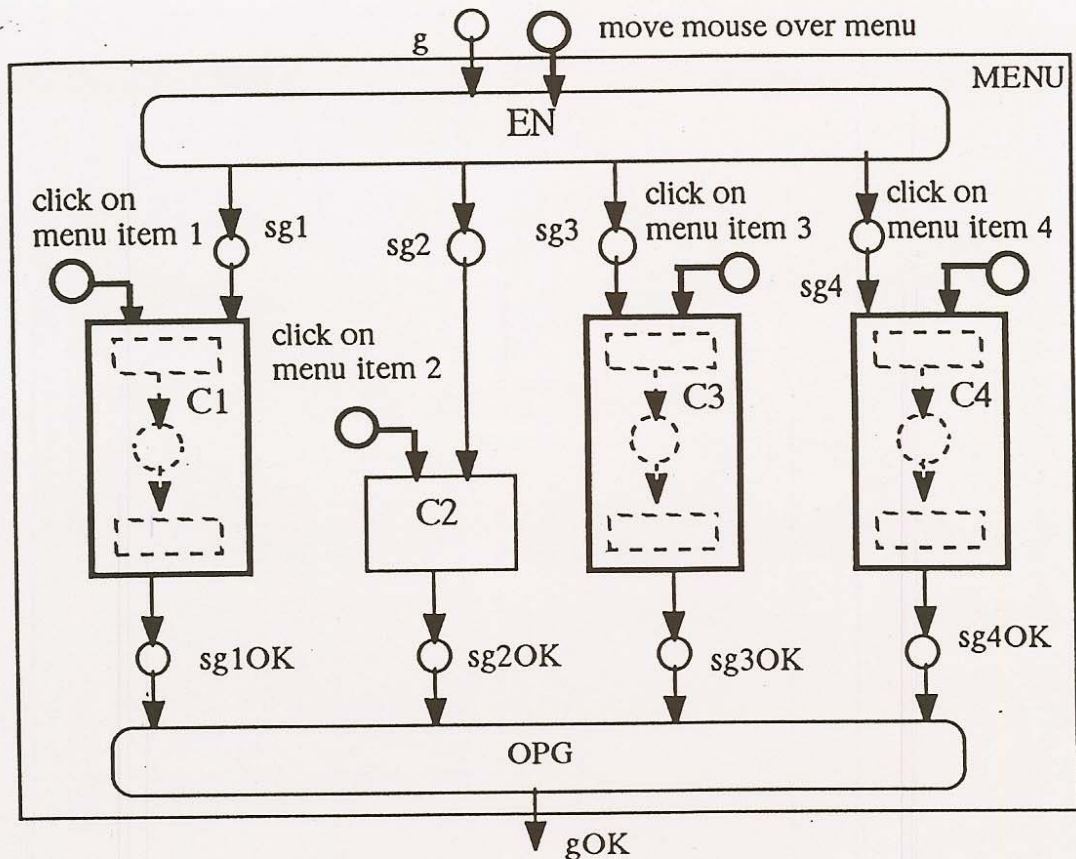 g
move mouse over menu
MENU
EN
click on
menu item 1
sg1
sg2
sg3
click on
menu item 3
click on
menu item 4
sg4
click on
menu item 2
C1
C2
C3
C4
sg1OK
sg2OK
sg3OK
sg4OK
OPG
gOK